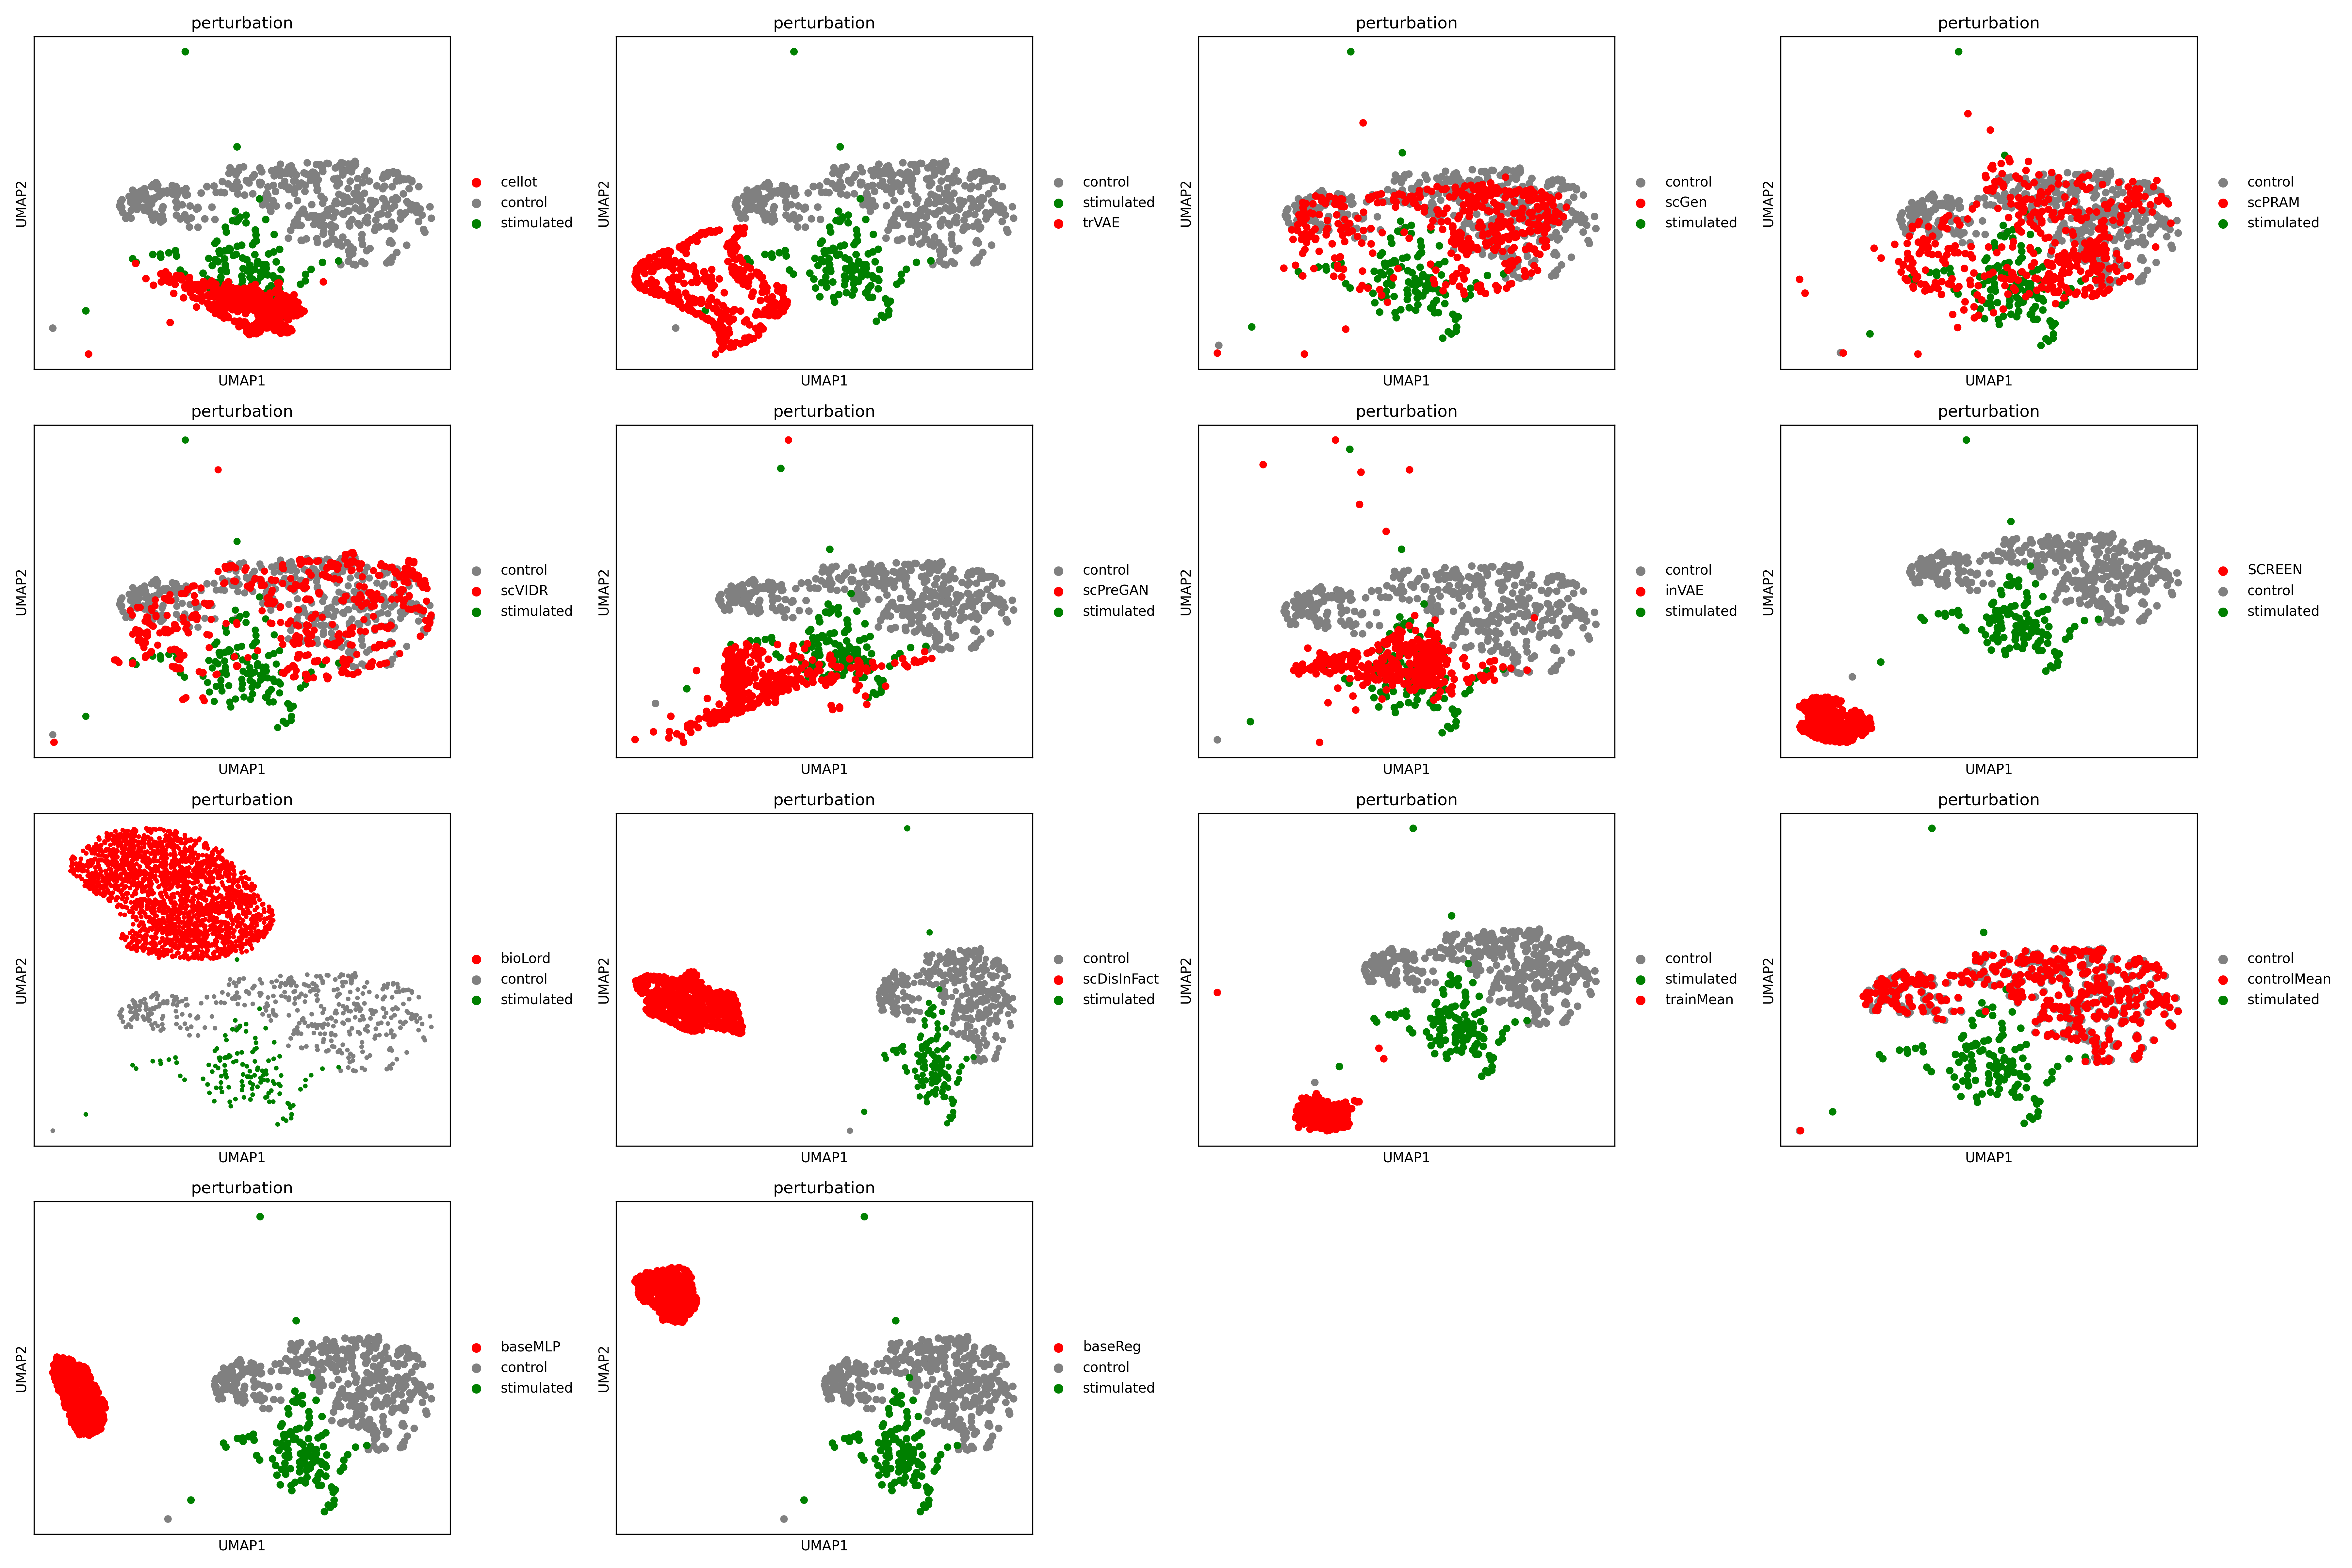 perturbation
UMAP2
UMAP1
cellot
control
stimulated
perturbation
UMAP2
UMAP1
control
stimulated
trVAE
perturbation
UMAP2
UMAP1
control
scGen
stimulated
perturbation
UMAP2
UMAP1
control
scPRAM
stimulated
perturbation
UMAP2
UMAP1
control
scVIDR
stimulated
perturbation
UMAP2
UMAP1
control
scPreGAN
stimulated
perturbation
UMAP2
UMAP1
control
inVAE
stimulated
perturbation
UMAP2
UMAP1
SCREEN
control
stimulated
perturbation
UMAP2
UMAP1
bioLord
control
stimulated
perturbation
UMAP2
UMAP1
control
scDisInFact
stimulated
perturbation
UMAP2
UMAP1
control
stimulated
trainMean
perturbation
UMAP2
UMAP1
control
controlMean
stimulated
perturbation
UMAP2
UMAP1
baseMLP
control
stimulated
perturbation
UMAP2
UMAP1
baseReg
control
stimulated